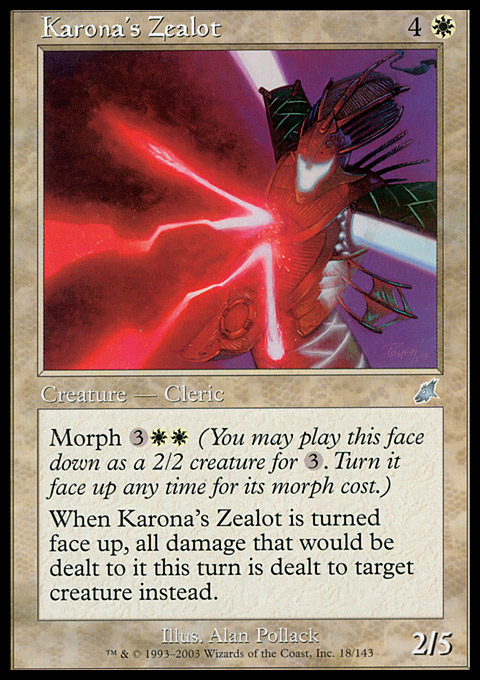 Karona's Zealot 4
Creature — Cleric
Morph 3 (You may play this face
down as a 2/2 creature for 3. Turn it
face up any time for its morph cost.)
When Karona's Zealot is turned
face up, all damage that would be
dealt to it this turn is dealt to target
creature instead.
Illus. Alan Pollack
™ & © 1993–2003 Wizards of the Coast, Inc. 18/143
2/5